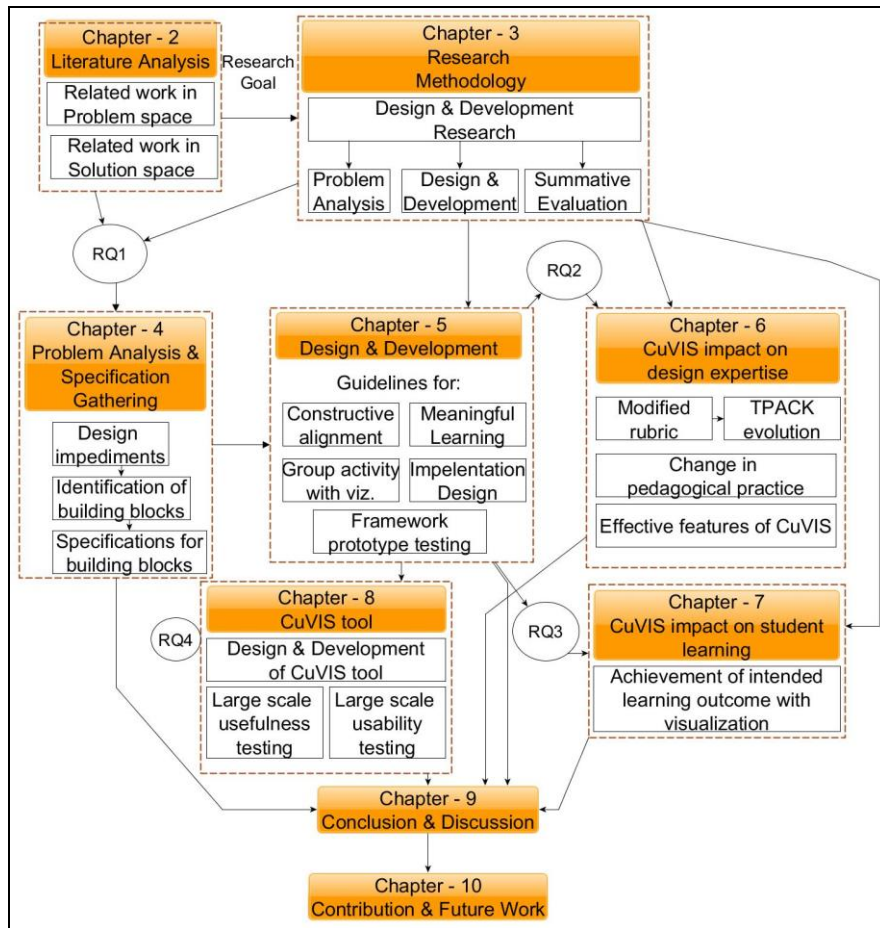 Chapter - 2
Literature Analysis
Related work in
Problem space
Related work in
Solution space
Research
Goal
Chapter - 3
Research
Methodology
Design & Development
Research
Problem
Analysis
Design &
Development
Summative
Evaluation
RQ1
RQ2
Chapter - 4
Problem Analysis &
Specification
Gathering
Design
impediments
Identification of
building blocks
Specifications for
building blocks
Chapter - 5
Design & Development
Guidelines for:
Constructive
alignment
Meaningful
Learning
Group activity
with viz.
Impelentation
Design
Framework
prototype testing
Chapter - 6
CuVIS impact on
design expertise
Modified
rubric
TPACK
evolution
Change in
pedagogical practice
Effective features of CuVIS
RQ4
Chapter - 8
CuVIS tool
Design & Development
of CuVIS tool
Large scale
usefulness
testing
Large scale
usability
testing
RQ3
Chapter - 7
CuVIS impact on student
learning
Achievement of intended
learning outcome with
visualization
Chapter - 9
Conclusion & Discussion
Chapter - 10
Contribution & Future Work